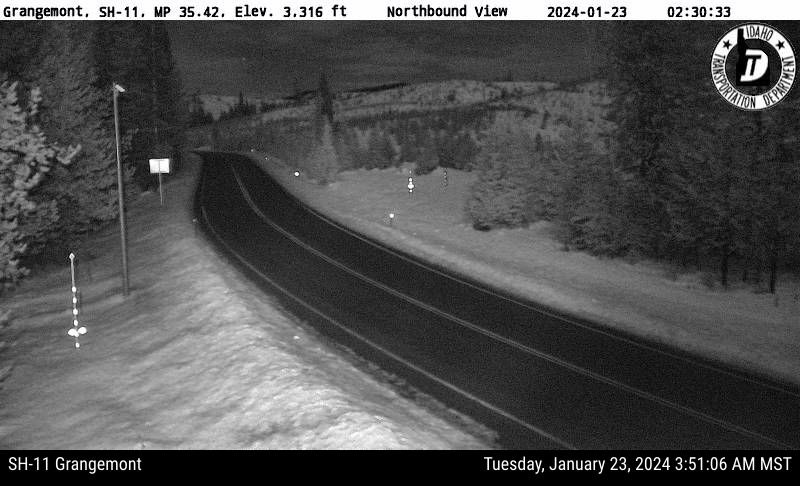 Grangemont, SH-11, MP 35.42, Elev. 3,316 ft Northbound View 2024-01-23 02:30:33
IDAHO
TRANSPORTATION DEPARTMENT
SH-11 Grangemont Tuesday, January 23, 2024 3:51:06 AM MST